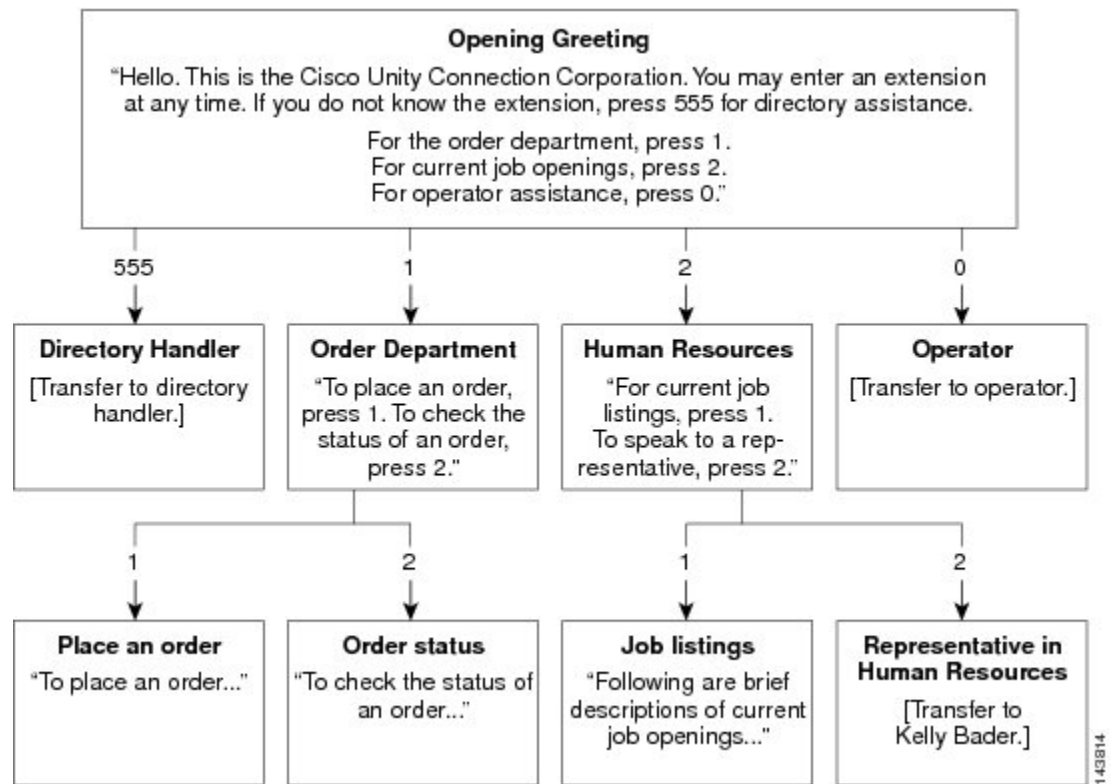 Opening Greeting
“Hello. This is the Cisco Unity Connection Corporation. You may enter an extension
at any time. If you do not know the extension, press 555 for directory assistance.
For the order department, press 1.
For current job openings, press 2.
For operator assistance, press 0.”
555
1
2
0
Directory Handler
[Transfer to directory
handler.]
Order Department
“To place an order,
press 1. To check the
status of an order,
press 2."
Human Resources
“For current job
listings, press 1.
To speak to a rep-
resentative, press 2.”
Operator
[Transfer to operator.]
1
2
1
2
Place an order
“To place an order...”
Order status
“To check the status of
an order...”
Job listings
“Following are brief
descriptions of current
job openings...”
Representative in
Human Resources
[Transfer to
Kelly Bader.]
143814